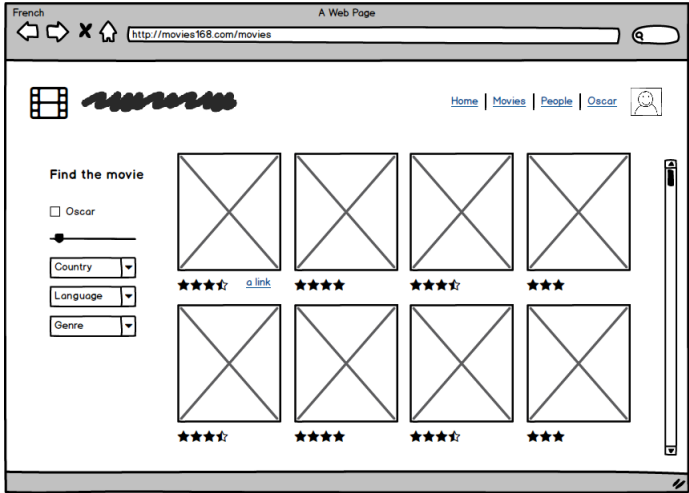 French
A Web Page
http://movies168.com/movies
Home Movies People Oscar
Find the movie
Oscar
Country
Language
Genre
a link